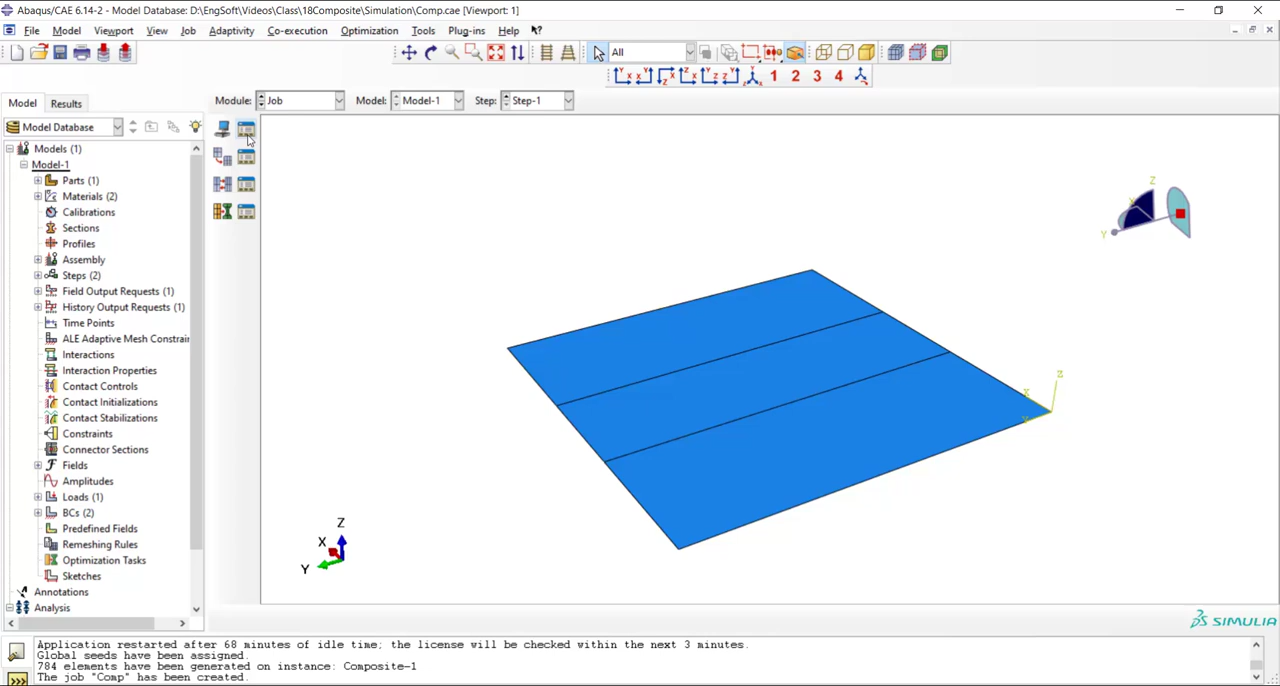 Abaqus/CAE 6.14-2 - Model Database: D:\EngSoft\Videos\Class\18Composite\Simulation\Comp.cae [Viewport: 1]
File Model Viewport View Job Adaptivity Co-execution Optimization Tools Plug-ins Help
All
1 2 3 4
Model Results Module: Job Model: Model-1 Step: Step-1
Model Database
Models (1)
Model-1
Parts (1)
Materials (2)
Calibrations
Sections
Profiles
Assembly
Steps (2)
Field Output Requests (1)
History Output Requests (1)
Time Points
ALE Adaptive Mesh Constrain
Interactions
Interaction Properties
Contact Controls
Contact Initializations
Contact Stabilizations
Constraints
Connector Sections
Fields
Amplitudes
Loads (1)
BCs (2)
Predefined Fields
Remeshing Rules
Optimization Tasks
Sketches
Annotations
Analysis
Z
Y
Z
X
Z
X
Y
SIMULIA
Application restarted after 68 minutes of idle time; the license will be checked within the next 3 minutes.
Global seeds have been assigned.
784 elements have been generated on instance: Composite-1
The job "Comp" has been created.